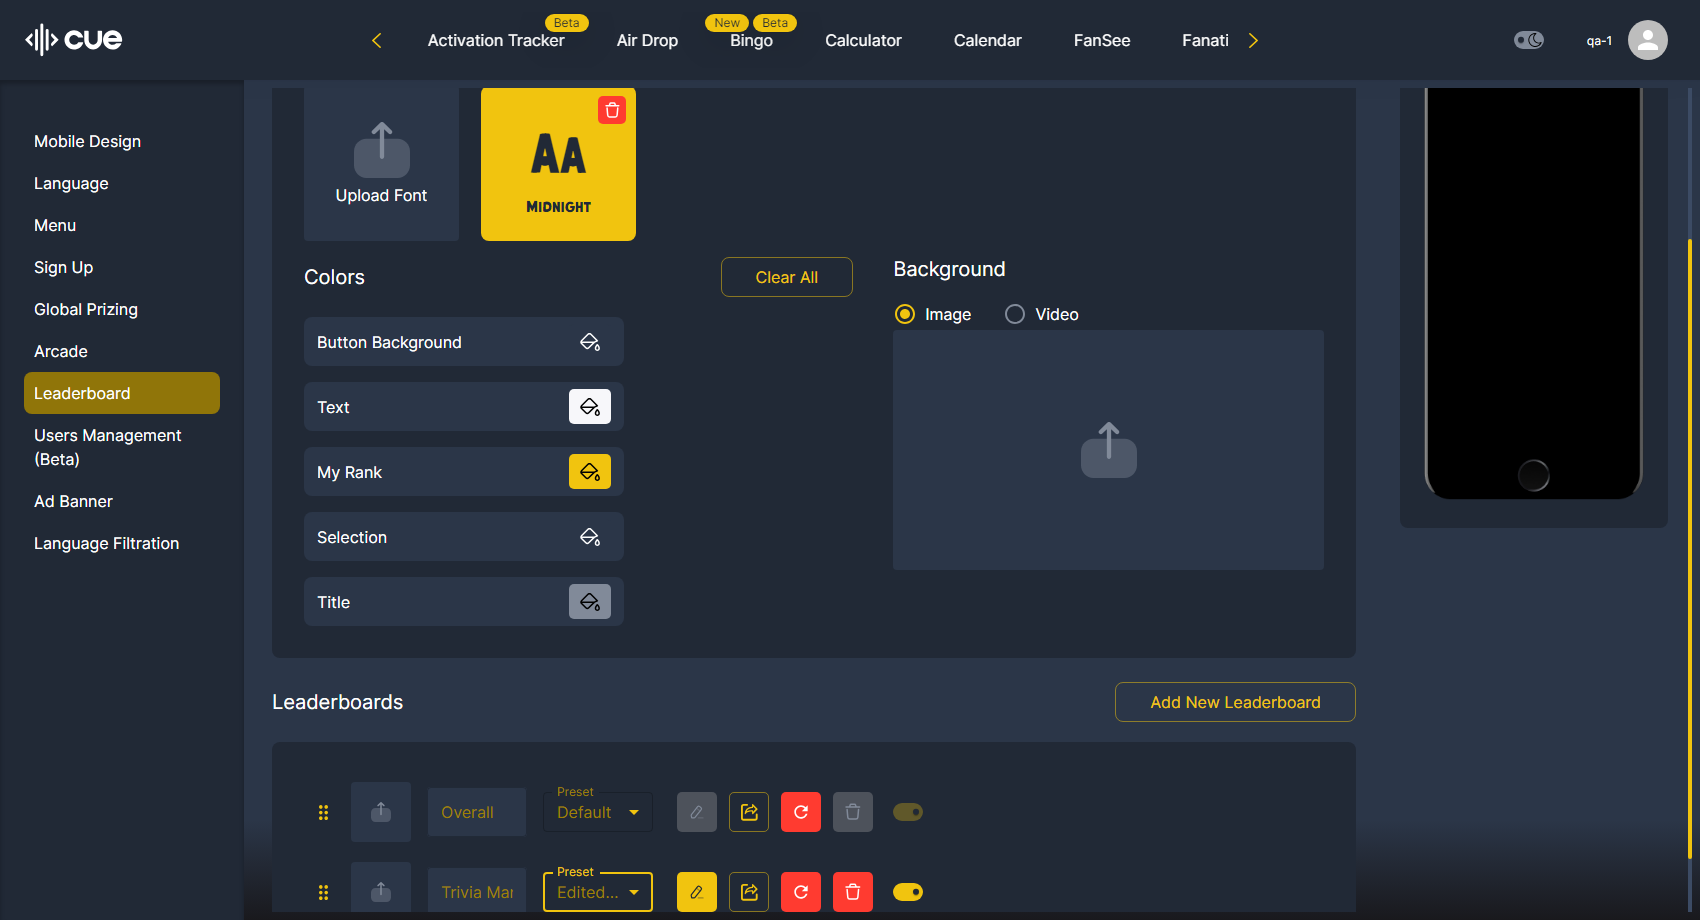 cue
Activation Tracker
Beta
Air Drop
New
Beta
Bingo
Calculator
Calendar
FanSee
Fanati
qa-1
Mobile Design
Language
Menu
Sign Up
Global Prizing
Arcade
Leaderboard
Users Management
(Beta)
Ad Banner
Language Filtration
Upload Font
AA
MIDNIGHT
Colors
Clear All
Button Background
Text
My Rank
Selection
Title
Background
Image
Video
Leaderboards
Add New Leaderboard
Overall
Preset
Default
Trivia Mar
Preset
Edited...